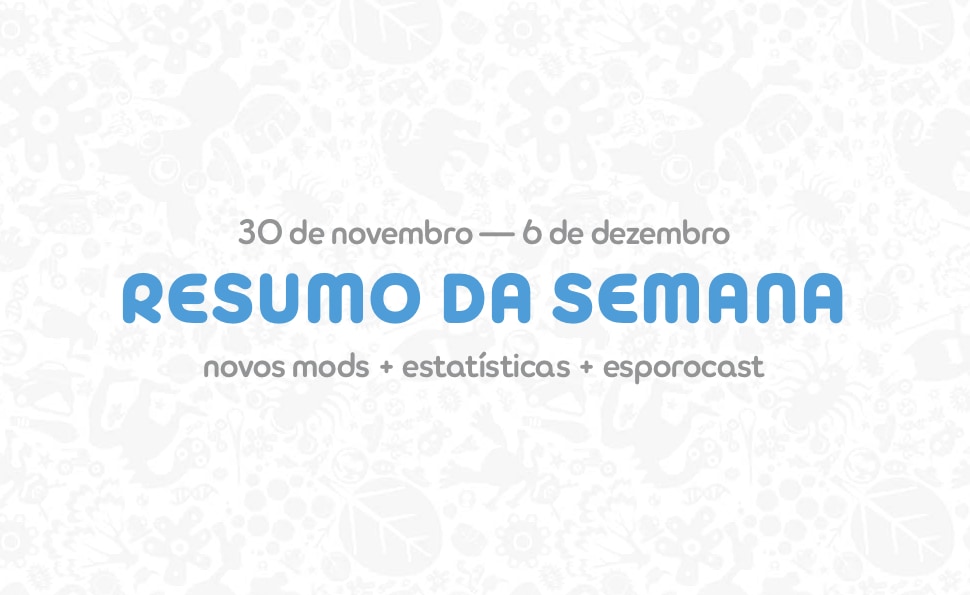 30 de novembro — 6 de dezembro
RESUMO DA SEMANA
novos mods + estatísticas + esporocast